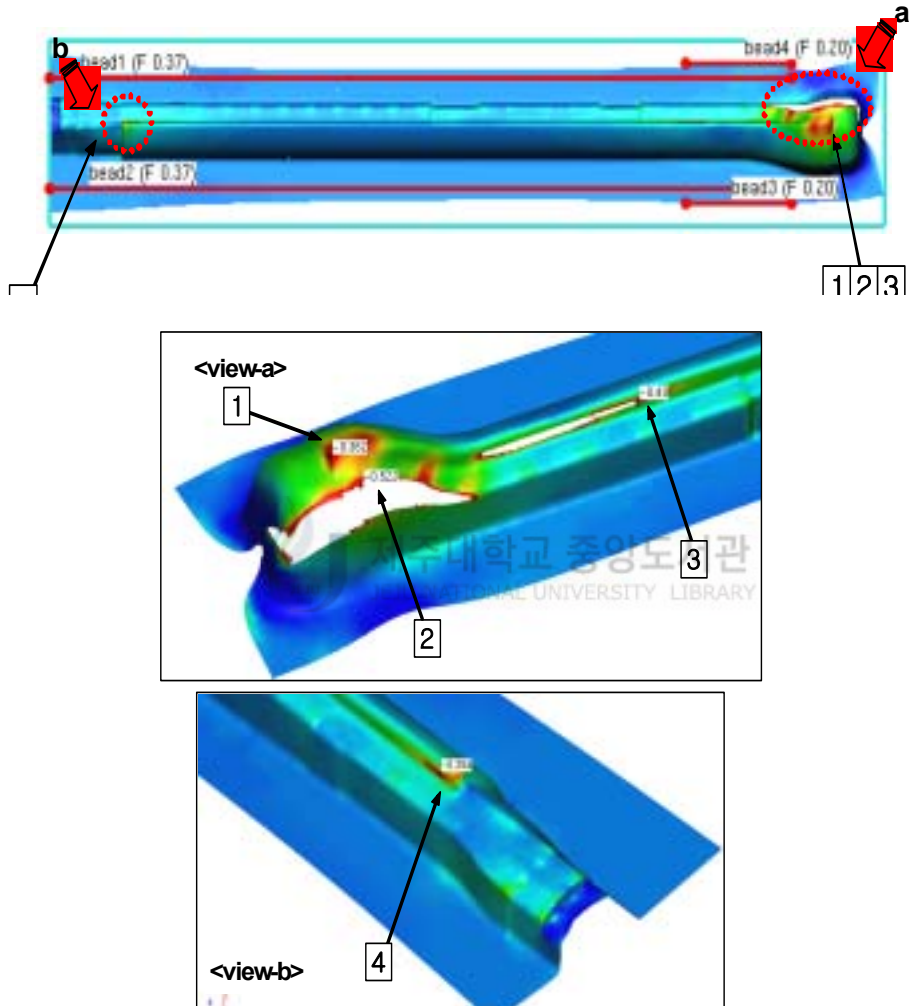 a
b
bead1 (F 0.37)
bead4 (F 0.20)
bead2 (F 0.37)
bead3 (F 0.20)
1 2 3
<view-a>
1
3
제주대학교 중앙도서관
NATIONAL UNIVERSITY LIBRARY
2
4
<view-b>